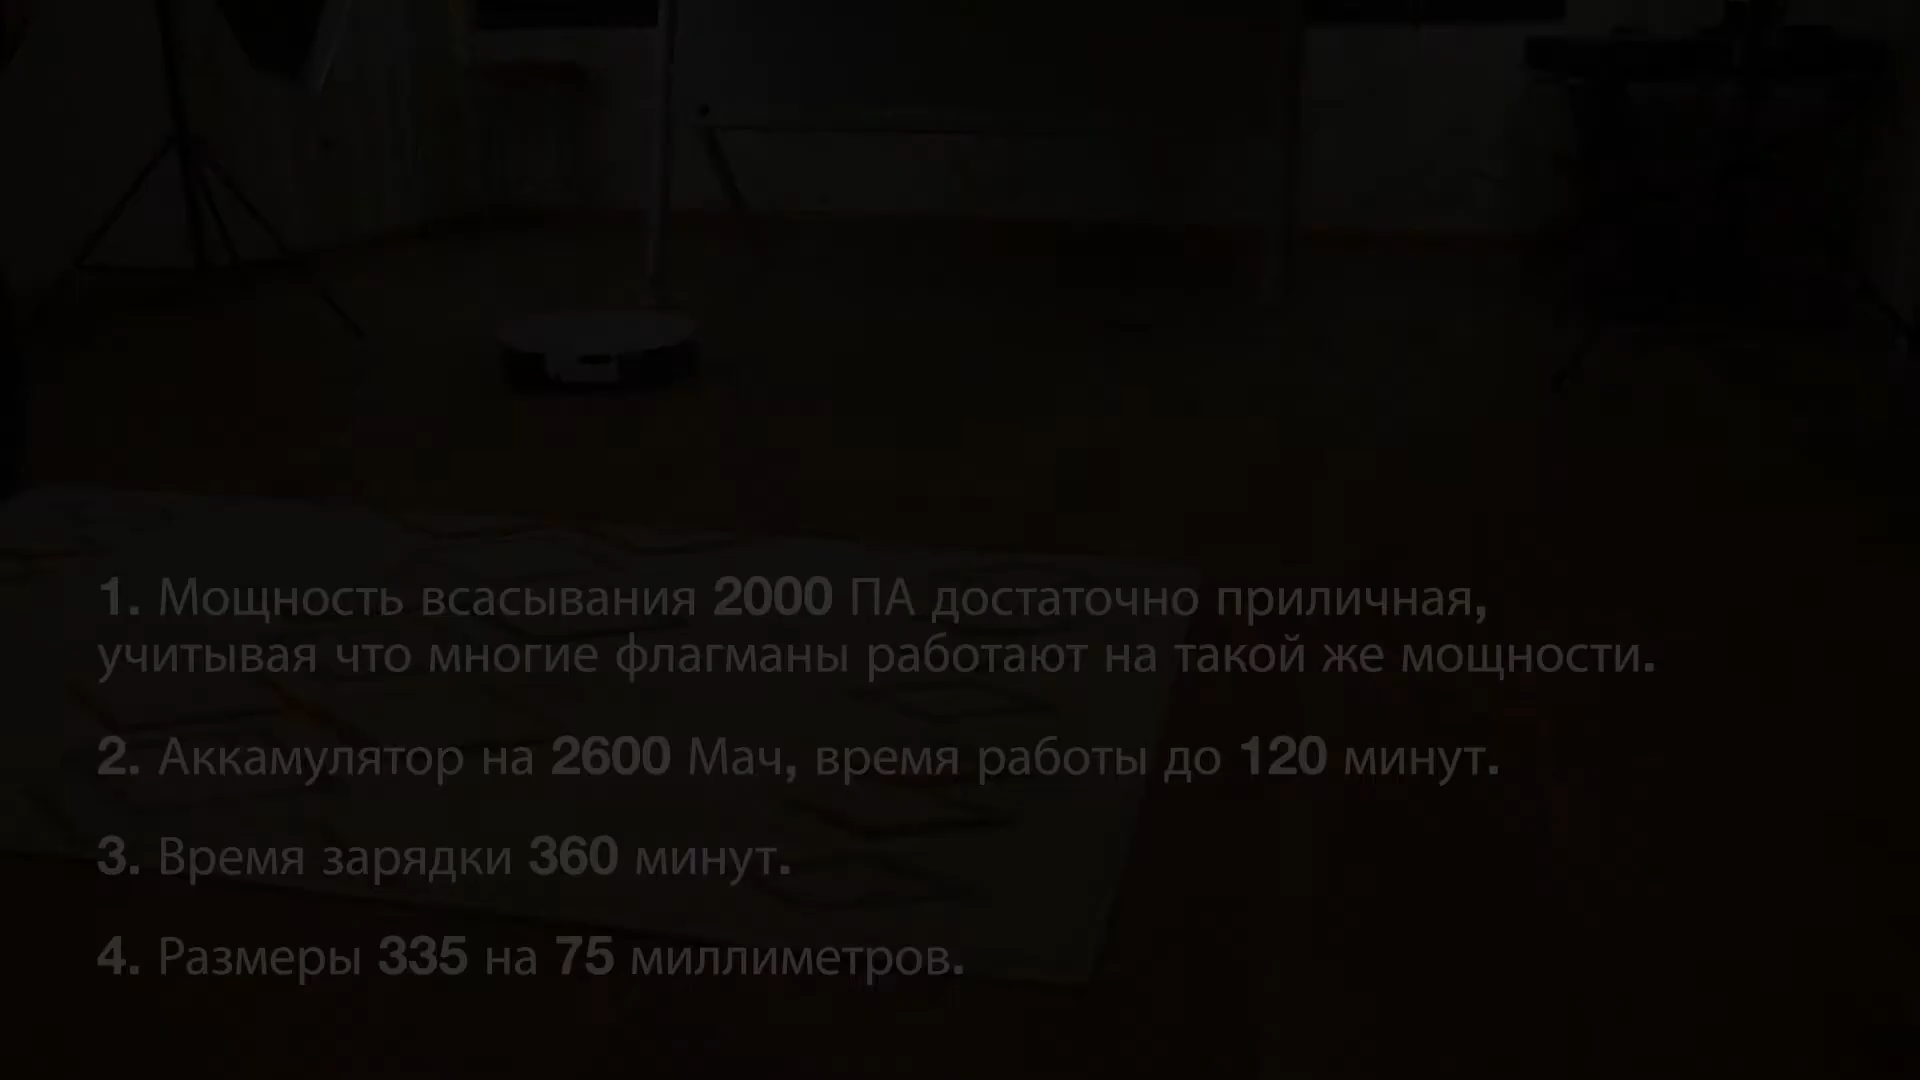 1. Мощность всасывания 2000 ПА достаточно приличная,
учитывая что многие флагманы работают на такой же мощности.
2. Аккамулятор на 2600 Мач, время работы до 120 минут.
3. Время зарядки 360 минут.
4. Размеры 335 на 75 миллиметров.